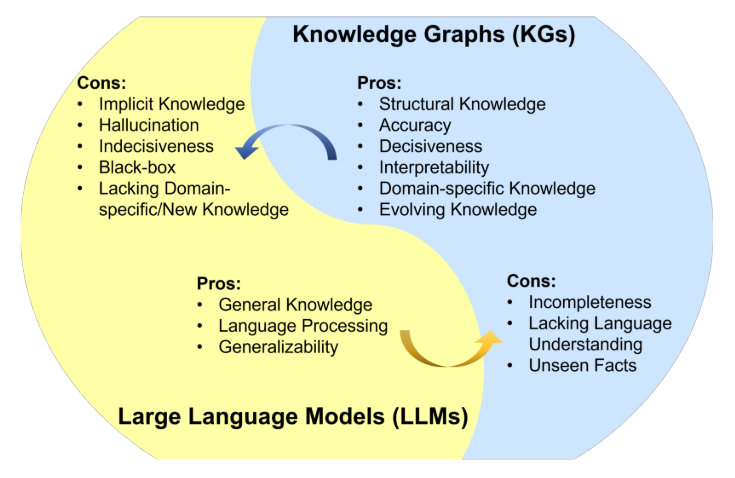 Knowledge Graphs (KGs)
Cons:
• Implicit Knowledge
• Hallucination
• Indecisiveness
• Black-box
• Lacking Domain-
specific/New Knowledge
Pros:
• Structural Knowledge
• Accuracy
• Decisiveness
• Interpretability
• Domain-specific Knowledge
• Evolving Knowledge
Pros:
• General Knowledge
• Language Processing
• Generalizability
Cons:
• Incompleteness
• Lacking Language
Understanding
• Unseen Facts
Large Language Models (LLMs)